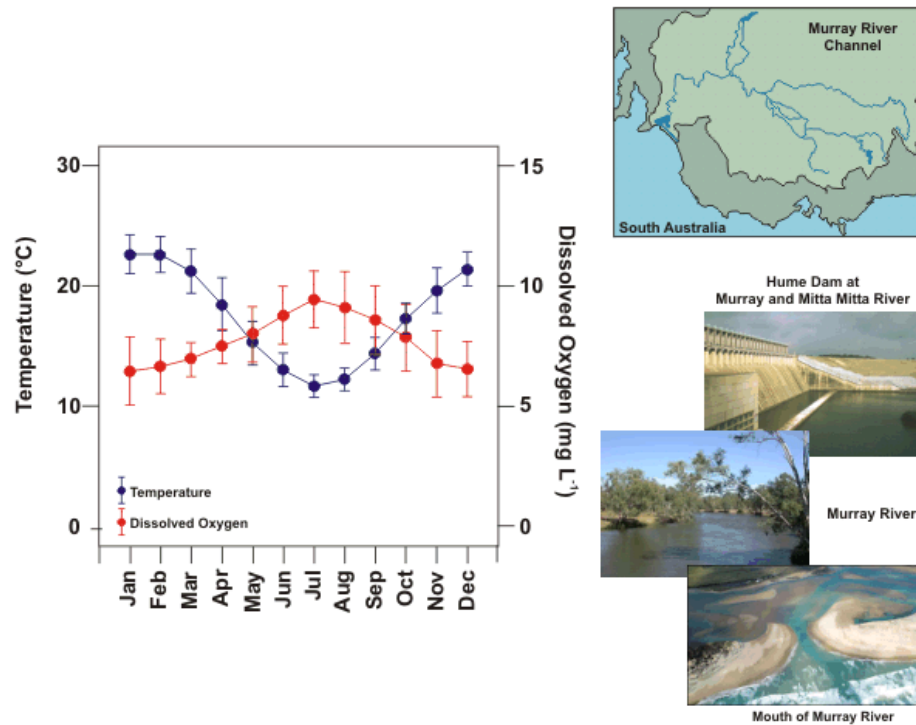 30
20
10
0
Temperature (°C)
15
10
5
0
Dissolved Oxygen (mg L⁻¹)
Temperature
Dissolved Oxygen
Jan
Feb
Mar
Apr
May
Jun
Jul
Aug
Sep
Oct
Nov
Dec
Murray River
Channel
South Australia
Hume Dam at
Murray and Mitta Mitta River
Murray River
Mouth of Murray River